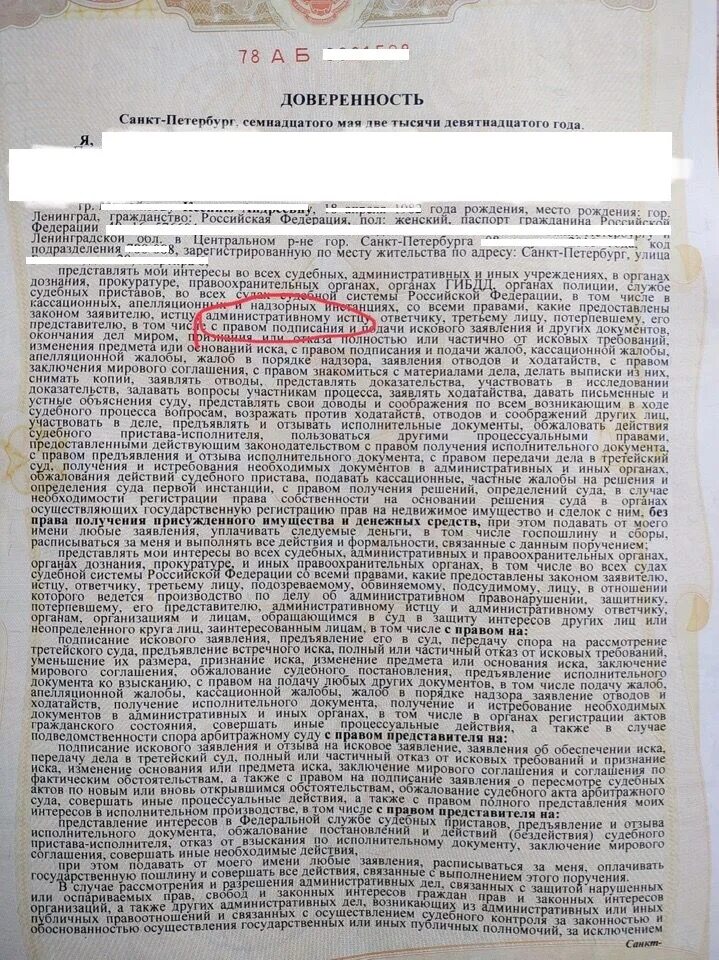 78 А Б
ДОВЕРЕННОСТЬ
Санкт-Петербург, семнадцатого мая две тысячи девятнадцатого года.
Я,
гр. Андреевну, 18 апреля 1982 года рождения, место рождения: гор.
Ленинград, гражданство: Российская Федерация, пол: женский, паспорт гражданина Российской
Федерации
Ленинградской обл. в Центральном р-не гор. Санкт-Петербурга код
подразделения зарегистрированную по месту жительства по адресу: Санкт-Петербург, улица
представлять мои интересы во всех судебных, административных и иных учреждениях, в органах
дознания, прокуратуре, правоохранительных органах, органах ГИБДД, органах полиции, службе
судебных приставов, во всех судах судебной системы Российской Федерации, в том числе в
кассационных, апелляционных и надзорных инстанциях, со всеми правами, какие предоставлены
законом заявителю, истцу, административному истцу, ответчику, третьему лицу, потерпевшему, его
представителю, в том числе с правом подписания и подачи искового заявления и других документов,
окончания дел миром, признания или отказа полностью или частично от исковых требований,
изменения предмета или оснований иска, с правом подписания и подачи жалоб, кассационной жалобы,
апелляционной жалобы, жалоб в порядке надзора, заявления отводов и ходатайств, с правом
заключения мирового соглашения, с правом знакомиться с материалами дела, делать выписки из них,
снимать копии, заявлять отводы, представлять доказательства, участвовать в исследовании
доказательств, задавать вопросы участникам процесса, заявлять ходатайства, давать письменные и
устные объяснения суду, представлять свои доводы и соображения по всем возникающим в ходе
судебного процесса вопросам, возражать против ходатайств, отводов и соображений других лиц,
участвовать в деле, предъявлять и отзывать исполнительные документы, обжаловать действия
судебного пристава-исполнителя, пользоваться другими процессуальными правами,
предоставленными действующим законодательством с правом получения исполнительного документа,
с правом предъявления и отзыва исполнительного документа, с правом передачи дела в третейский
суд, получения и истребования необходимых документов в административных и иных органах,
обжалования действий судебного пристава, подавать кассационные, частные жалобы на решения и
определения суда первой инстанции, с правом получения решений, определений суда, в случае
необходимости регистрации права собственности на основании решения суда в органах
осуществляющих государственную регистрацию прав на недвижимое имущество и сделок с ним, без
права получения присужденного имущества и денежных средств, при этом подавать от моего
имени любые заявления, уплачивать следуемые деньги, в том числе госпошлину и сборы,
расписываться за меня и выполнять все действия и формальности, связанные с данным поручением;
представлять мои интересы во всех судебных, административных и правоохранительных органах,
органах дознания, прокуратуре, и иных правоохранительных органах, в том числе во всех судах
судебной системы Российской Федерации со всеми правами, какие предоставлены законом заявителю,
истцу, ответчику, третьему лицу, подозреваемому, обвиняемому, подсудимому, лицу, в отношении
которого ведется производство по делу об административном правонарушении, защитнику,
потерпевшему, его представителю, административному истцу и административному ответчику,
органам, организациям и лицам, обращающимся в суд в защиту интересов других лиц или
неопределенного круга лиц, заинтересованным лицам, в том числе с правом на:
подписание искового заявления, предъявление его в суд, передачу спора на рассмотрение
третейского суда, предъявление встречного иска, полный или частичный отказ от исковых требований,
уменьшение их размера, признание иска, изменение предмета или основания иска, заключение
мирового соглашения, обжалование судебного постановления, предъявление исполнительного
документа ко взысканию, с правом на подачу любых других документов, в том числе подачу жалоб,
апелляционной жалобы, кассационной жалобы, жалобы в порядке надзора заявление отводов и
ходатайств, получение исполнительного документа, получение и истребование необходимых
документов в административных и иных органах, в том числе в органах регистрации актов
гражданского состояния, совершать иные процессуальные действия, а также в случае
подведомственности спора арбитражному суду с правом представителя на:
подписание искового заявления и отзыва на исковое заявление, заявления об обеспечении иска,
передачу дела в третейский суд, полный или частичный отказ от исковых требований и признание
иска, изменение основания или предмета иска, заключение мирового соглашения и соглашения по
фактическим обстоятельствам, а также с правом на подписание заявления о пересмотре судебных
актов по новым или вновь открывшимся обстоятельствам, обжалование судебного акта арбитражного
суда, совершать иные процессуальные действия, а также с правом полного представления моих
интересов в исполнительном производстве, в том числе с правом представителя на:
представление интересов в Федеральной службе судебных приставов, предъявление и отзыва
исполнительного документа, обжалование постановлений и действий (бездействия) судебного
пристава-исполнителя, отказ от взыскания по исполнительному документу, заключение мирового
соглашения, совершать иные необходимые действия,
при этом подавать от моего имени любые заявления, расписываться за меня, оплачивать
государственную пошлину и совершать все действия, связанные с выполнением этого поручения.
В случае рассмотрения и разрешения административных дел, связанных с защитой нарушенных
или оспариваемых прав, свобод и законных интересов граждан прав и законных интересов
организаций, а также других административных дел, возникающих из административных или иных
публичных правоотношений и связанных с осуществлением судебного контроля за законностью и
обоснованностью осуществления государственных или иных публичных полномочий, за исключением
Санкт-